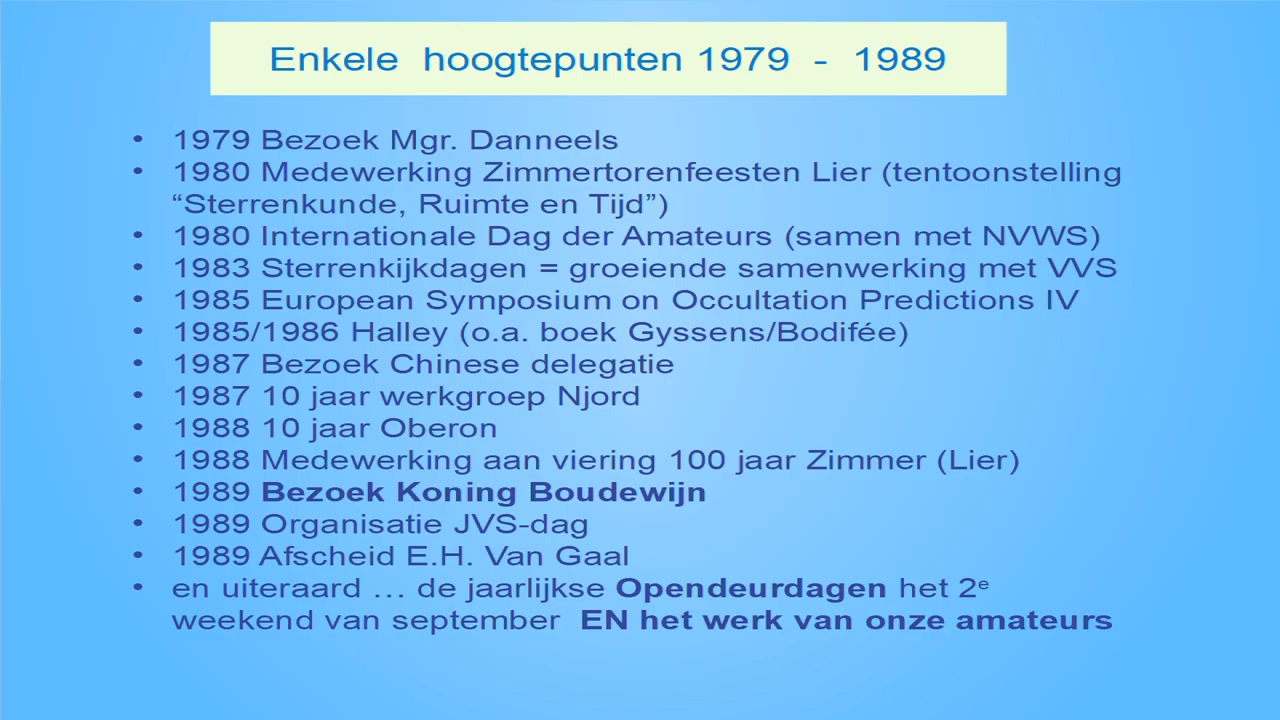 Enkele hoogtepunten 1979 - 1989
• 1979 Bezoek Mgr. Danneels
• 1980 Medewerking Zimmertorenfeesten Lier (tentoonstelling
“Sterrenkunde, Ruimte en Tijd”)
• 1980 Internationale Dag der Amateurs (samen met NVWS)
• 1983 Sterrenkijkdagen = groeiende samenwerking met VVS
• 1985 European Symposium on Occultation Predictions IV
• 1985/1986 Halley (o.a. boek Gyssens/Bodifée)
• 1987 Bezoek Chinese delegatie
• 1987 10 jaar werkgroep Njord
• 1988 10 jaar Oberon
• 1988 Medewerking aan viering 100 jaar Zimmer (Lier)
• 1989 Bezoek Koning Boudewijn
• 1989 Organisatie JVS-dag
• 1989 Afscheid E.H. Van Gaal
• en uiteraard … de jaarlijkse Opendeurdagen het 2e
weekend van september EN het werk van onze amateurs